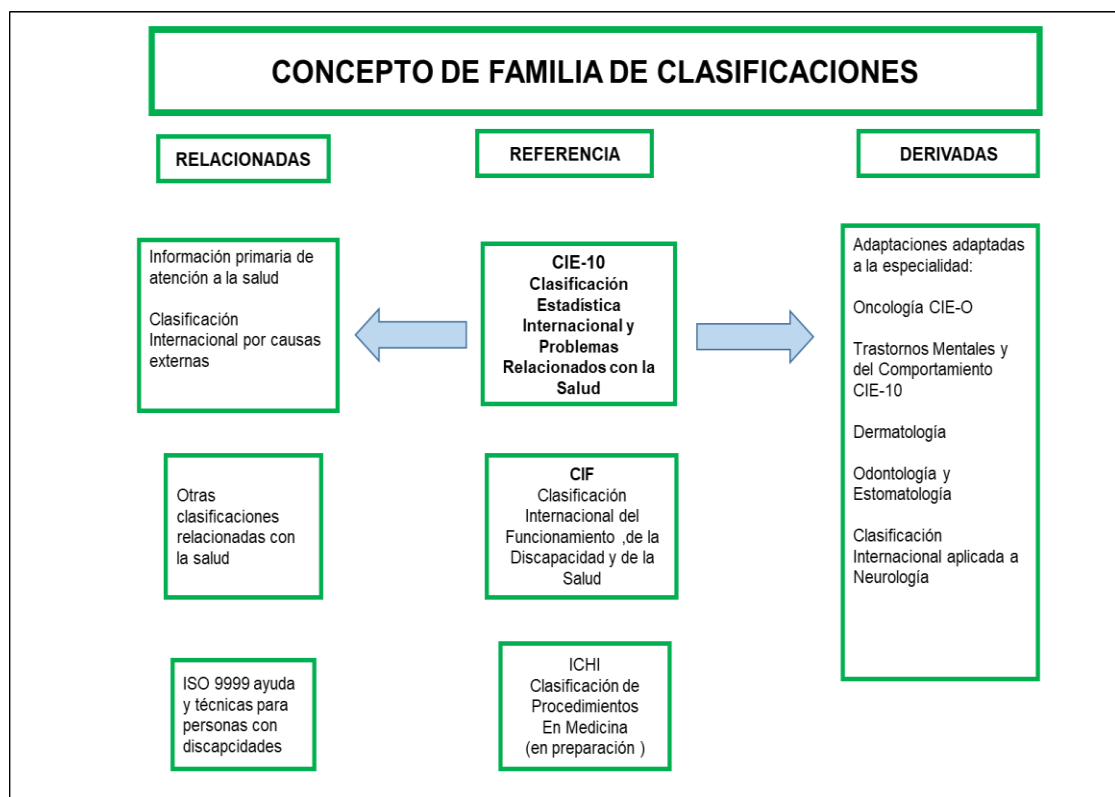 CONCEPTO DE FAMILIA DE CLASIFICACIONES
RELACIONADAS
REFERENCIA
DERIVADAS
Información primaria de
atención a la salud
Clasificación
Internacional por causas
externas
CIE-10
Clasificación
Estadística
Internacional y
Problemas
Relacionados con la
Salud
Adaptaciones adaptadas
a la especialidad:
Oncología CIE-O
Trastornos Mentales y
del Comportamiento
CIE-10
Dermatología
Odontología y
Estomatología
Clasificación
Internacional aplicada a
Neurología
Otras
clasificaciones
relacionadas con
la salud
CIF
Clasificación
Internacional del
Funcionamiento ,de la
Discapacidad y de la
Salud
ISO 9999 ayuda
y técnicas para
personas con
discapcidades
ICHI
Clasificación de
Procedimientos
En Medicina
(en preparación )